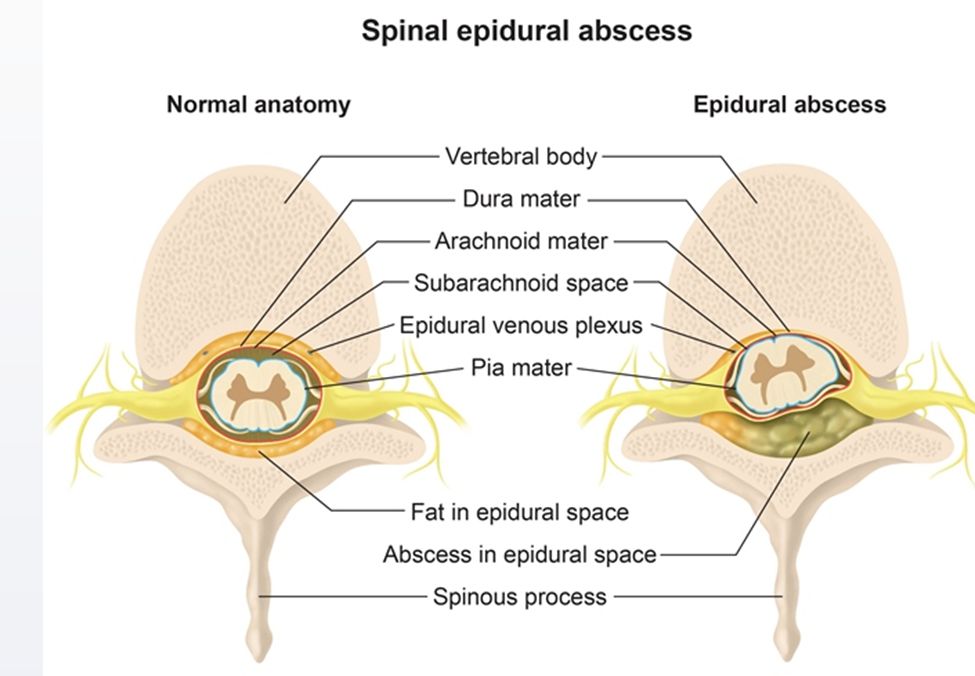 Spinal epidural abscess
Normal anatomy
Epidural abscess
Vertebral body
Dura mater
Arachnoid mater
Subarachnoid space
Epidural venous plexus
Pia mater
Fat in epidural space
Abscess in epidural space
Spinous process